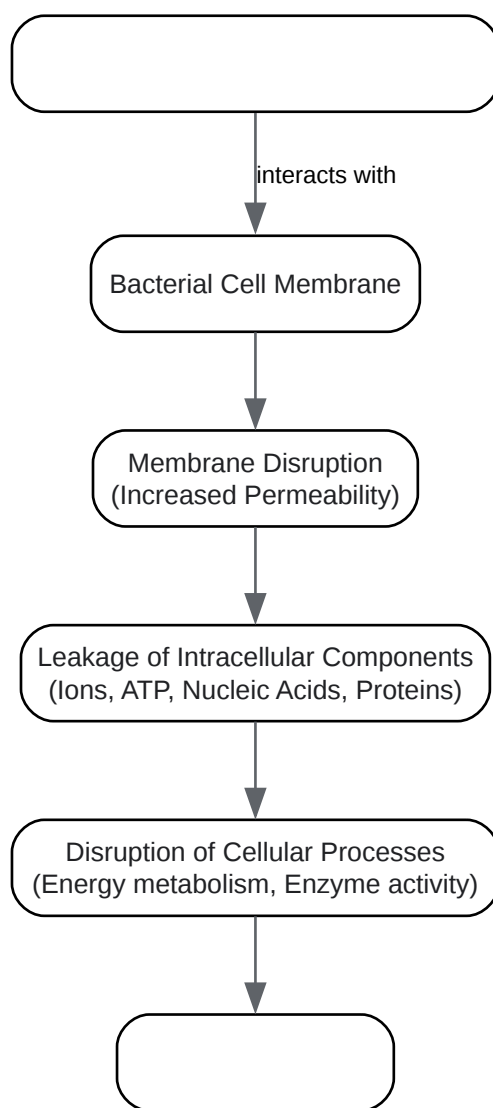 interacts with
Bacterial Cell Membrane
Membrane Disruption
(Increased Permeability)
Leakage of Intracellular Components
(Ions, ATP, Nucleic Acids, Proteins)
Disruption of Cellular Processes
(Energy metabolism, Enzyme activity)